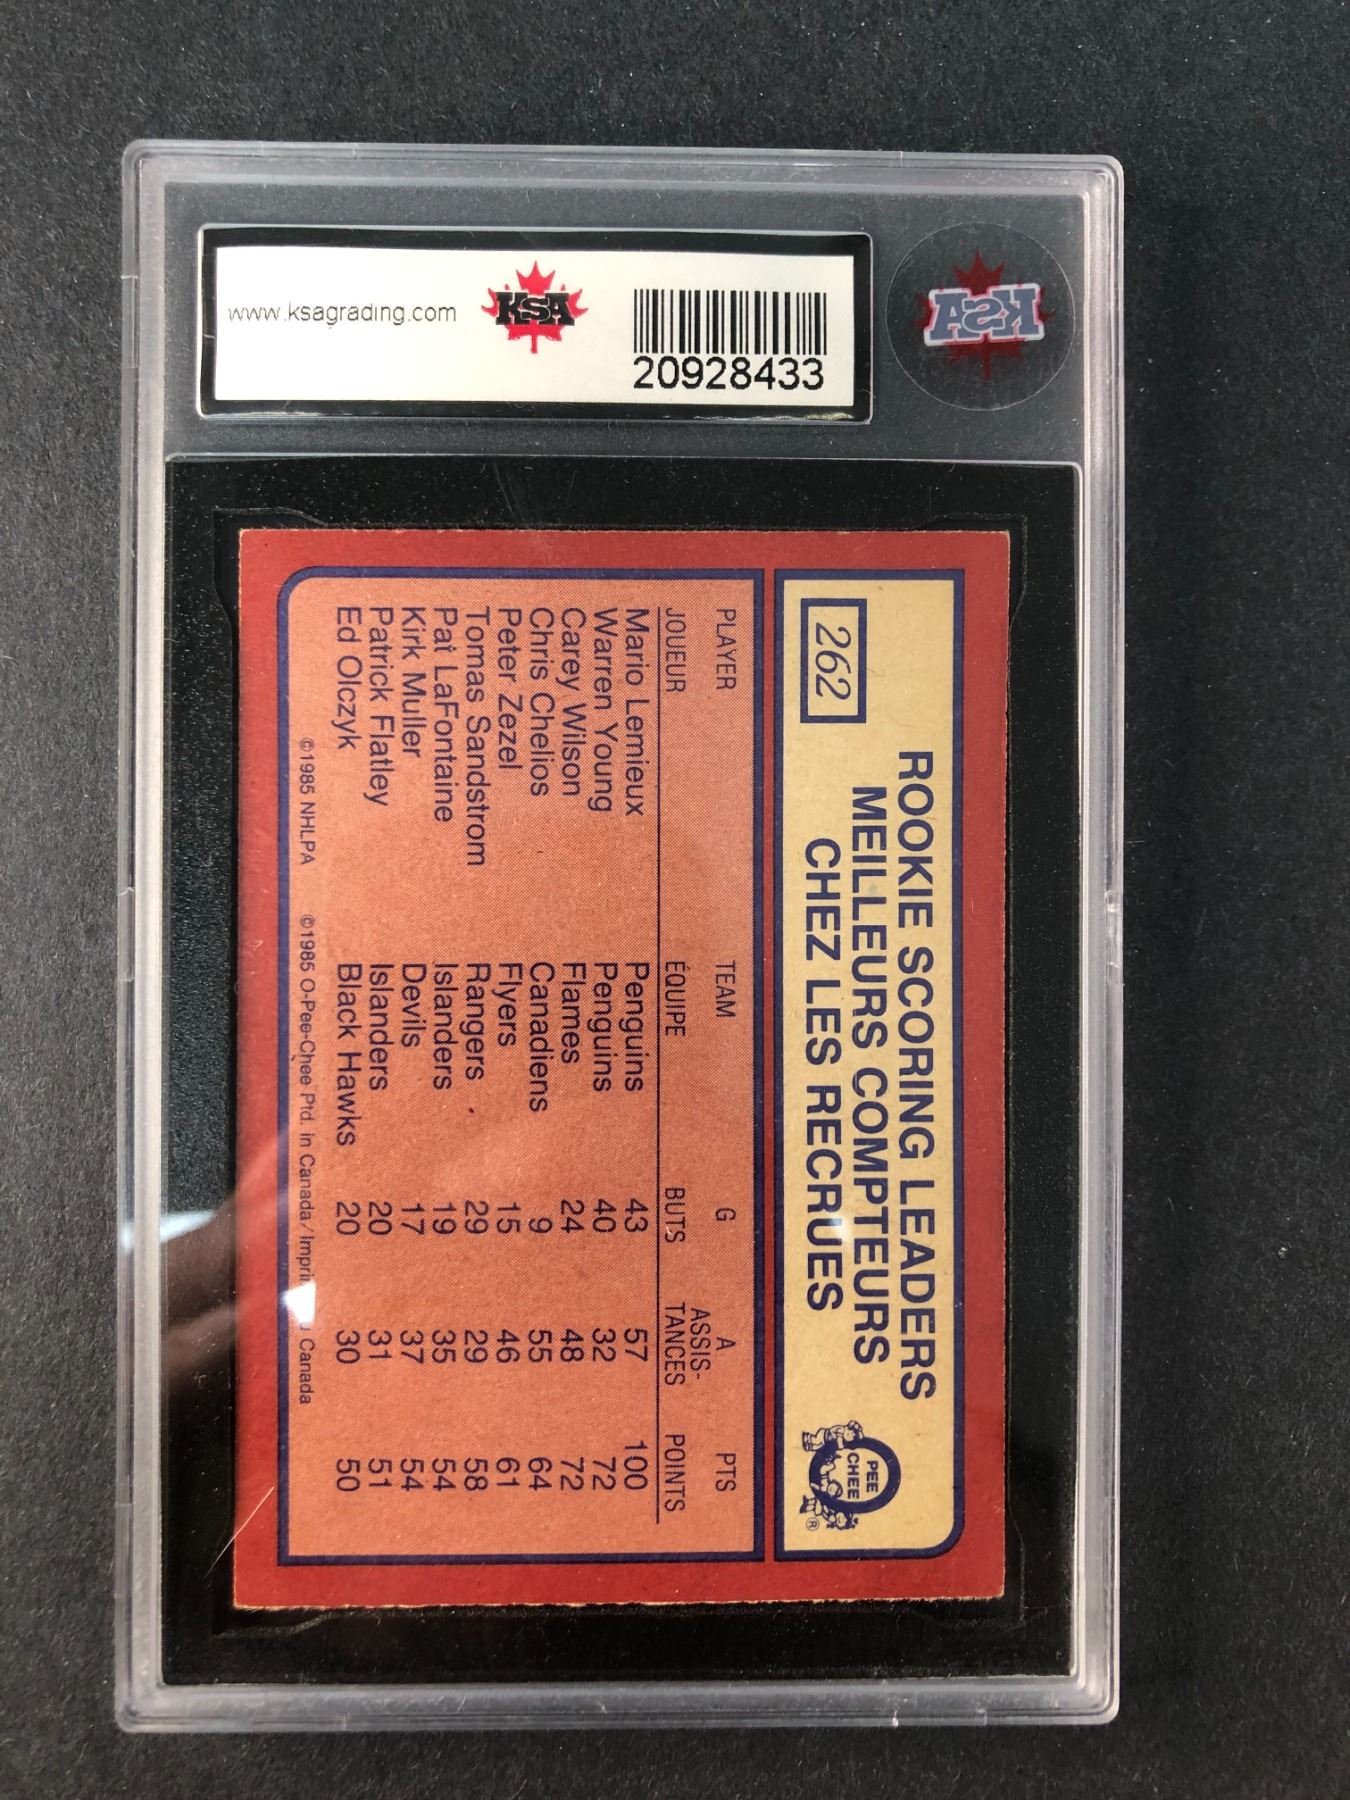 www.ksagrading.com
KSA
20928433
KSA
262
ROOKIE SCORING LEADERS
MEILLEURS COMPTEURS
CHEZ LES RECRUES
PEE
CHEE
®
PLAYER TEAM G A PTS
JOUEUR ÉQUIPE BUTS ASSIS-
TANCES POINTS
Mario Lemieux Penguins 43 57 100
Warren Young Penguins 40 32 72
Carey Wilson Flames 24 48 72
Chris Chelios Canadiens 9 55 64
Peter Zezel Flyers 15 46 61
Tomas Sandstrom Rangers 29 29 58
Pat LaFontaine Islanders 19 35 54
Kirk Muller Devils 17 37 54
Patrick Flatley Islanders 20 31 51
Ed Olczyk Black Hawks 20 30 50
©1985 NHLPA ©1985 O-Pee-Chee Ptd. in Canada/Canada